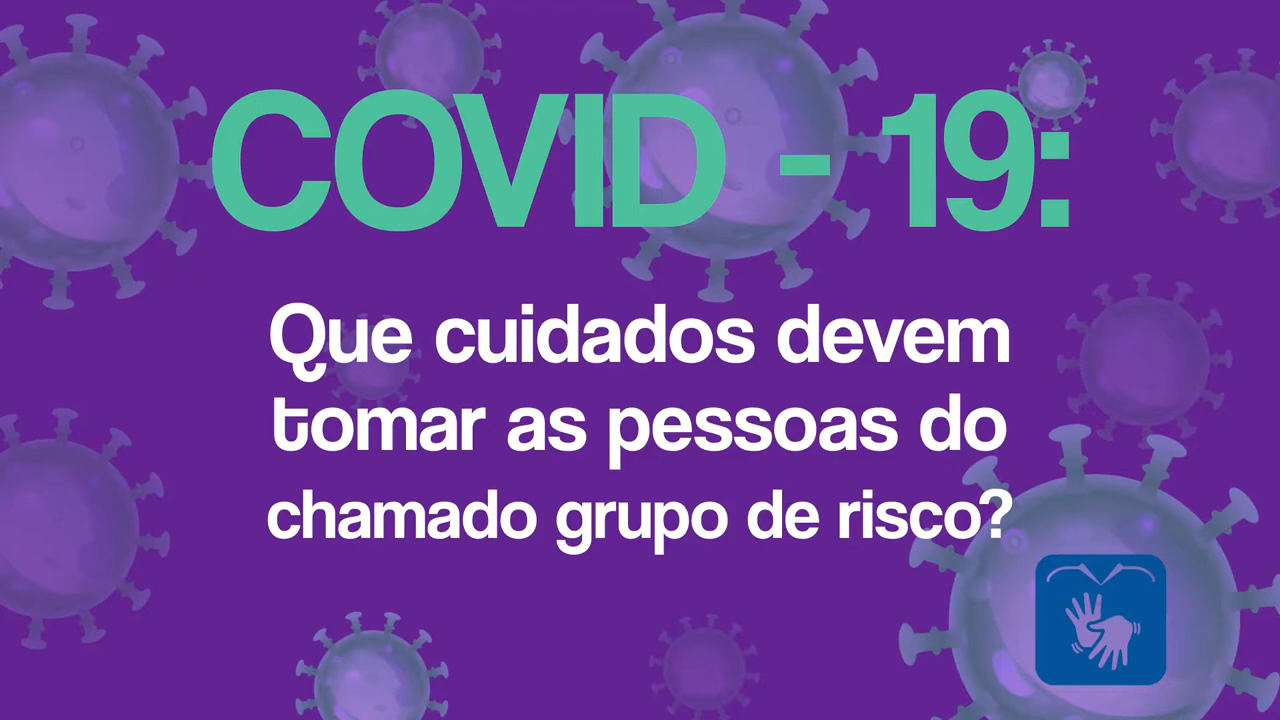 COVID - 19:
Que cuidados devem
tomar as pessoas do
chamado grupo de risco?